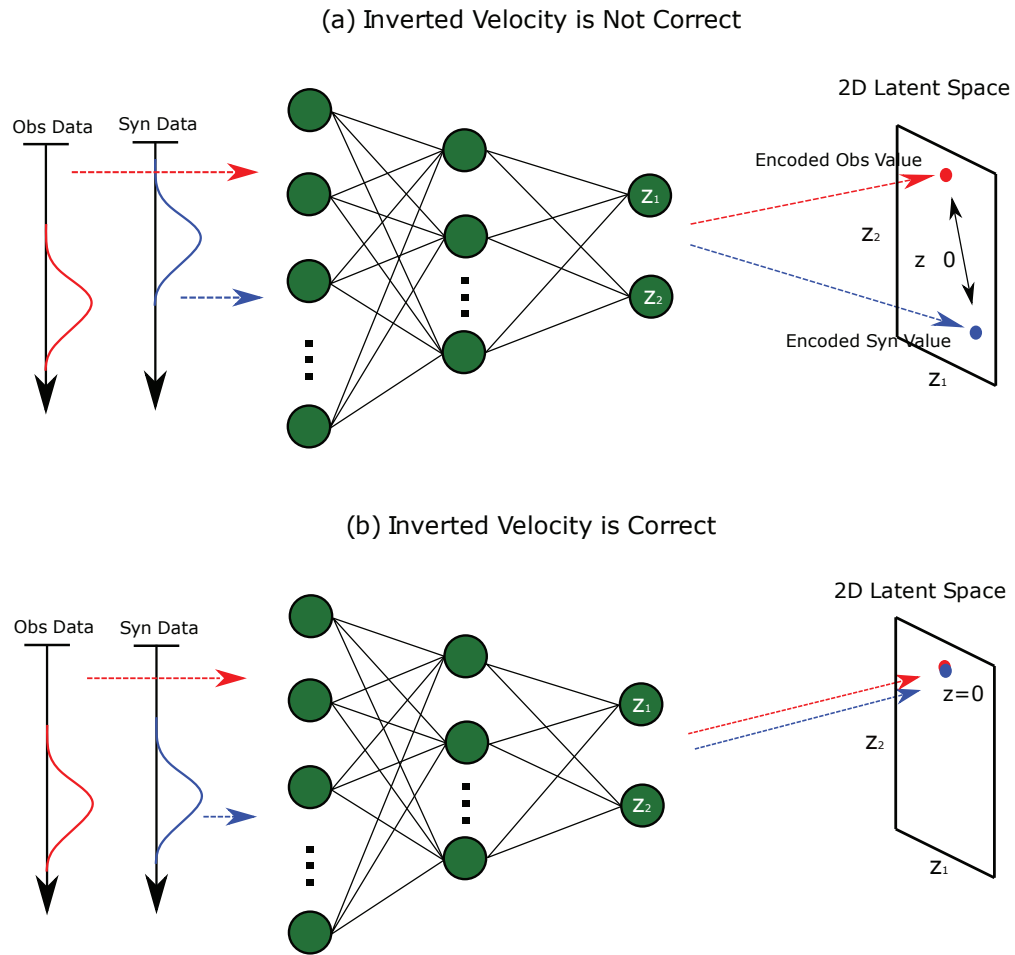 (a) Inverted Velocity is Not Correct
2D Latent Space
Obs Data
Syn Data
Encoded Obs Value
z₁
z₂
z₂
z 0
Encoded Syn Value
z₁
(b) Inverted Velocity is Correct
2D Latent Space
Obs Data
Syn Data
z₁
z=0
z₂
z₂
z₁